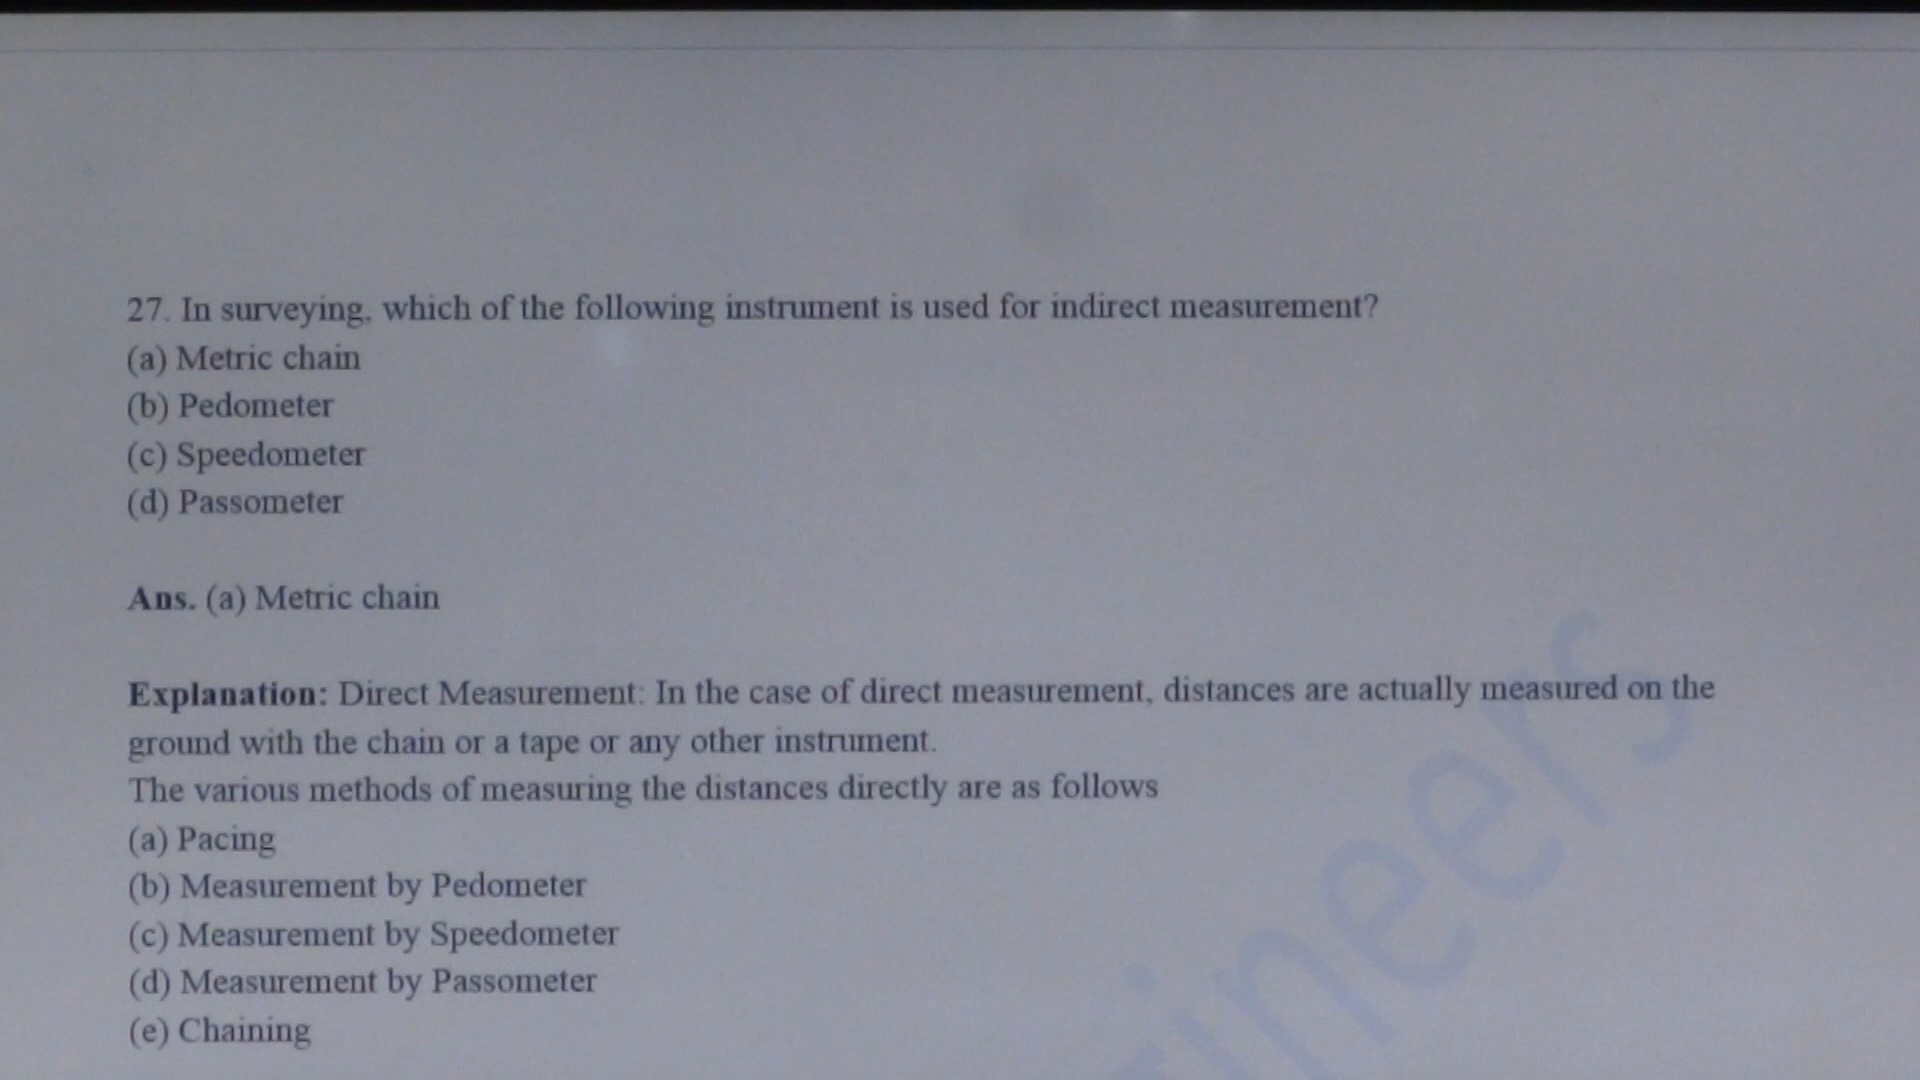 27. In surveying, which of the following instrument is used for indirect measurement?
(a) Metric chain
(b) Pedometer
(c) Speedometer
(d) Passometer
Ans. (a) Metric chain
Explanation: Direct Measurement: In the case of direct measurement, distances are actually measured on the
ground with the chain or a tape or any other instrument.
The various methods of measuring the distances directly are as follows
(a) Pacing
(b) Measurement by Pedometer
(c) Measurement by Speedometer
(d) Measurement by Passometer
(e) Chaining